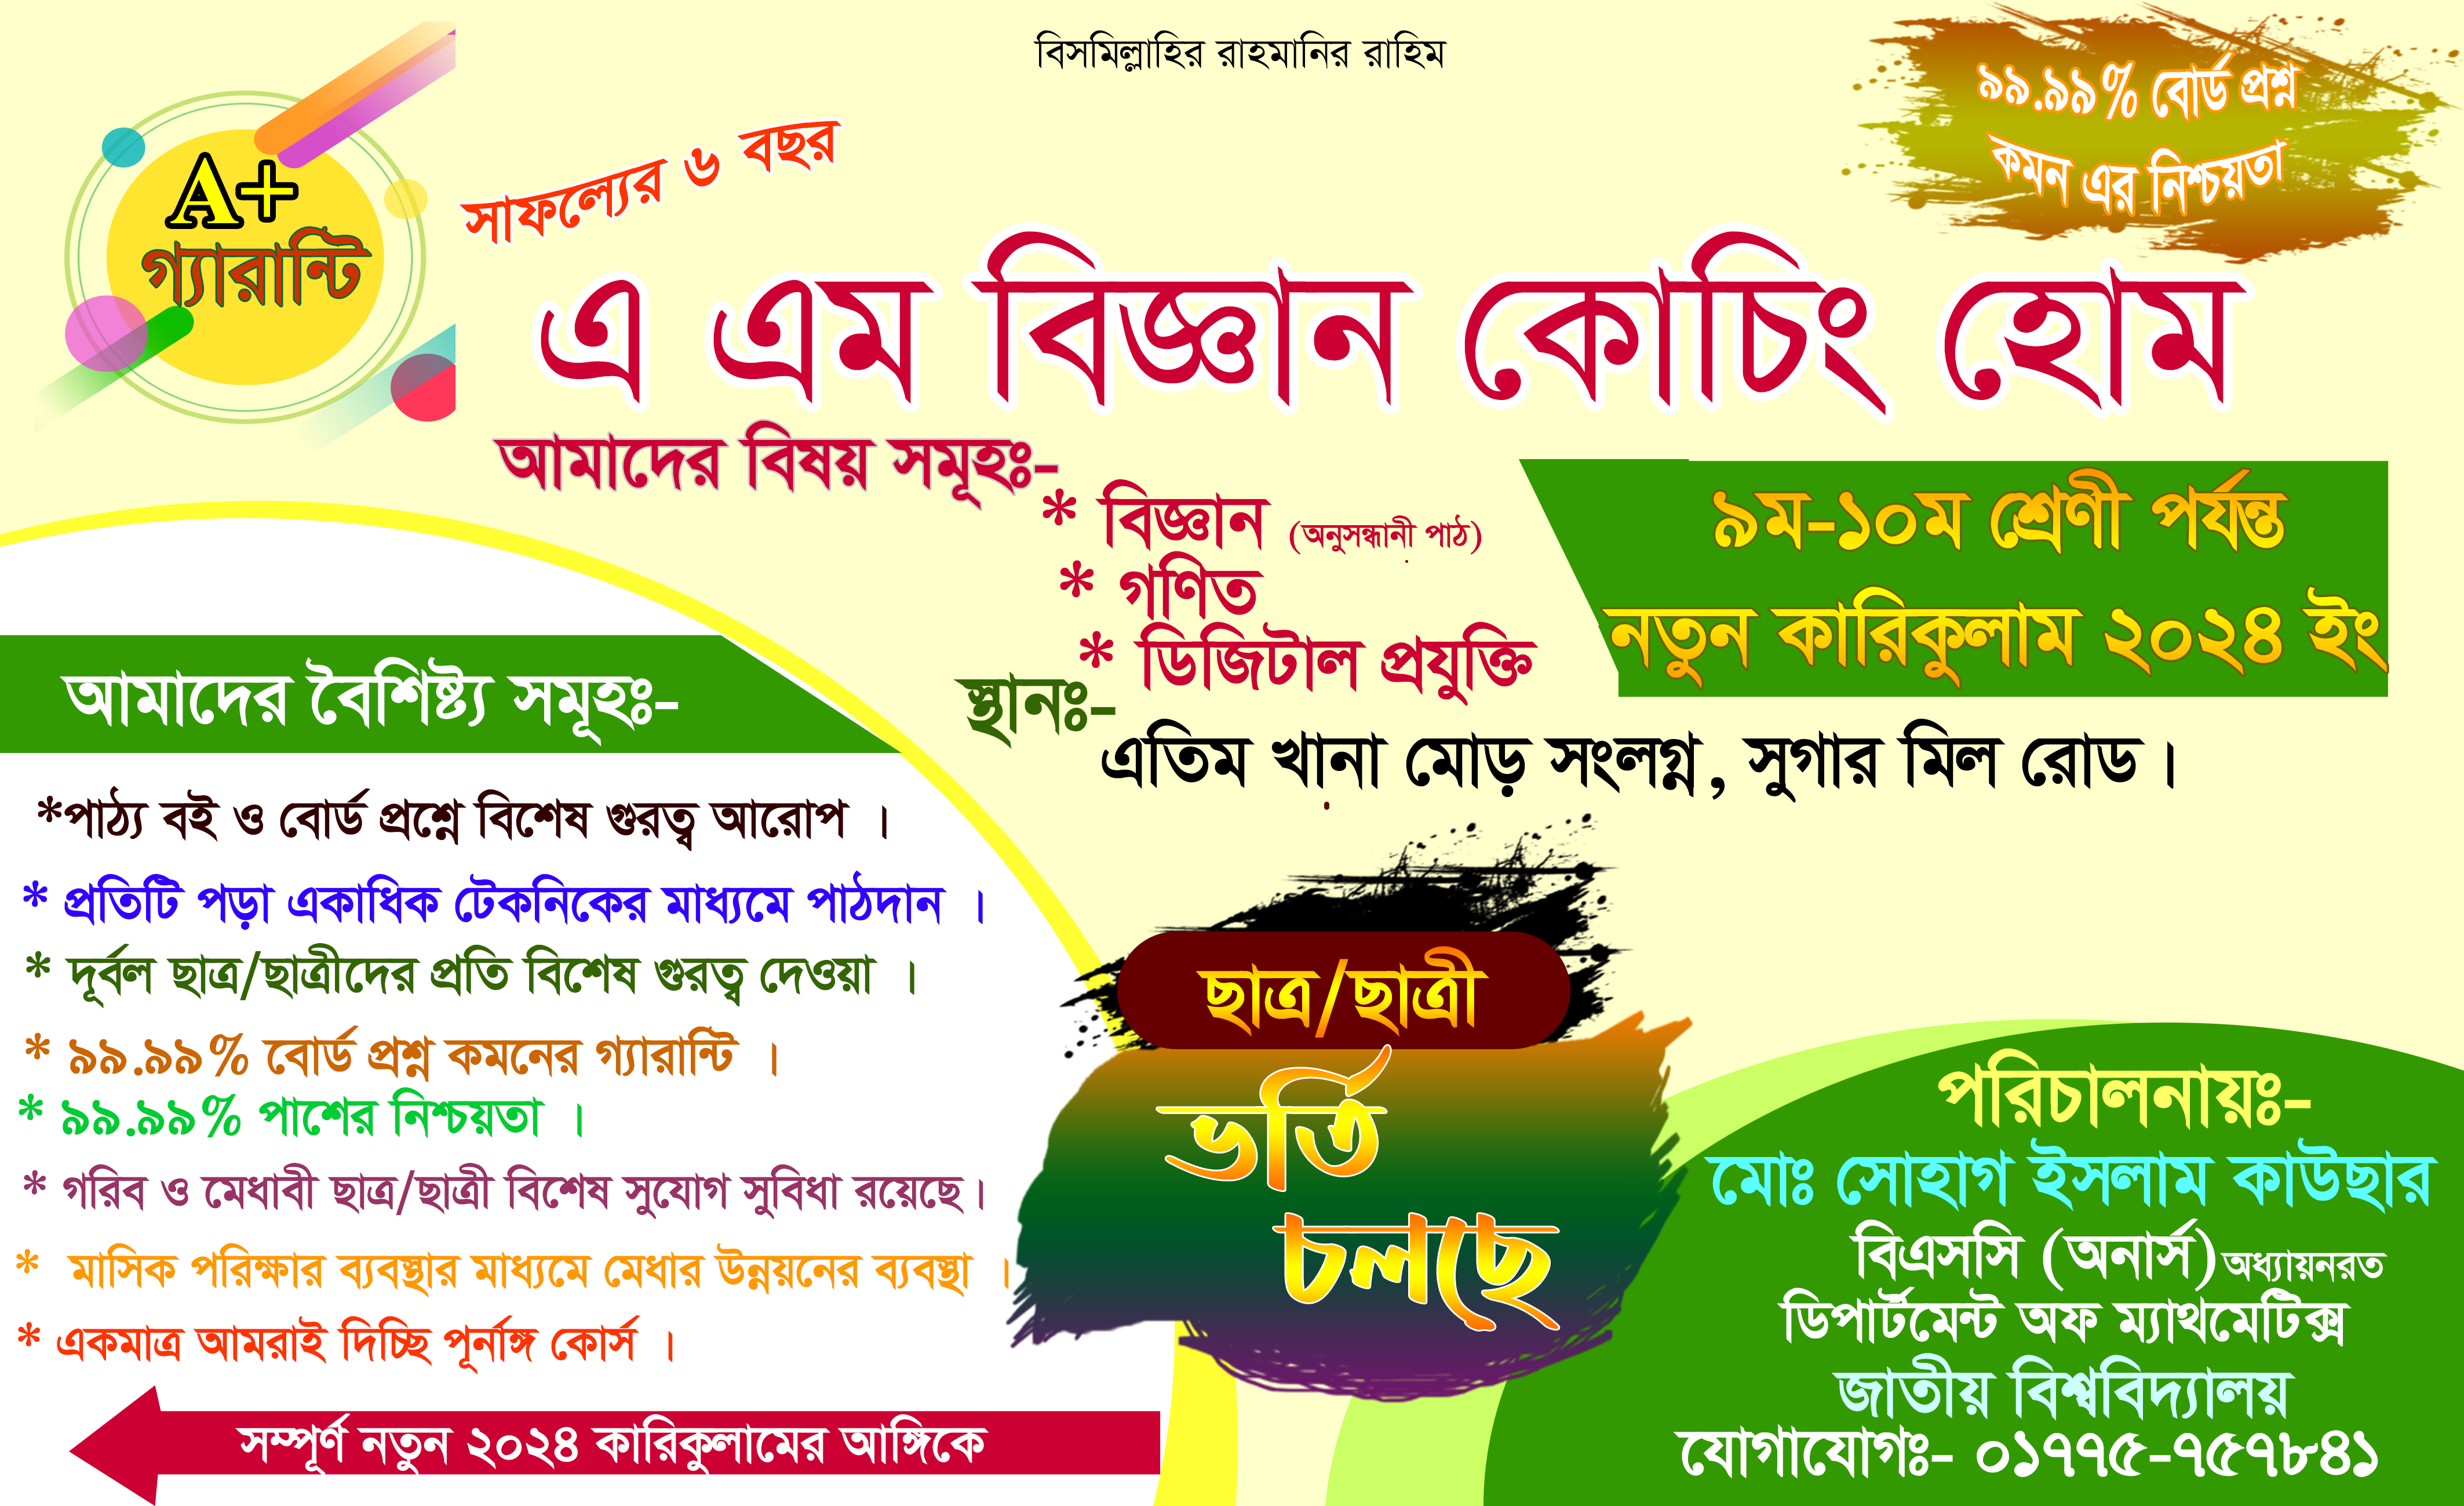 বিসমিল্লাহির রাহমানির রাহিম
A+
গ্যারান্টি
সাফল্যের ৬ বছর
৯৯.৯৯% বোর্ড প্রশ্ন
কমন এর নিশ্চয়তা
এ এম বিজ্ঞান কোচিং হোম
আমাদের বিষয় সমূহঃ-
* বিজ্ঞান (অনুসন্ধানী পাঠ)
* গণিত
* ডিজিটাল প্রযুক্তি
৯ম-১০ম শ্রেণী পর্যন্ত
নতুন কারিকুলাম ২০২৪ ইং
স্থানঃ-
এতিম খানা মোড় সংলগ্ন, সুগার মিল রোড।
আমাদের বৈশিষ্ট্য সমূহঃ-
*পাঠ্য বই ও বোর্ড প্রশ্নে বিশেষ গুরত্ব আরোপ ।
* প্রতিটি পড়া একাধিক টেকনিকের মাধ্যমে পাঠদান ।
* দূর্বল ছাত্র/ছাত্রীদের প্রতি বিশেষ গুরত্ব দেওয়া ।
* ৯৯.৯৯% বোর্ড প্রশ্ন কমনের গ্যারান্টি ।
* ৯৯.৯৯% পাশের নিশ্চয়তা ।
* গরিব ও মেধাবী ছাত্র/ছাত্রী বিশেষ সুযোগ সুবিধা রয়েছে।
* মাসিক পরিক্ষার ব্যবস্থার মাধ্যমে মেধার উন্নয়নের ব্যবস্থা ।
* একমাত্র আমরাই দিচ্ছি পূর্নাঙ্গ কোর্স ।
সম্পূর্ণ নতুন ২০২৪ কারিকুলামের আঙ্গিকে
ছাত্র/ছাত্রী
ভর্তি
চলছে
পরিচালনায়ঃ-
মোঃ সোহাগ ইসলাম কাউছার
বিএসসি (অনার্স) অধ্যায়নরত
ডিপার্টমেন্ট অফ ম্যাথমেটিক্স
জাতীয় বিশ্ববিদ্যালয়
যোগাযোগঃ- ০১৭৭৫-৭৫৭৮৪১